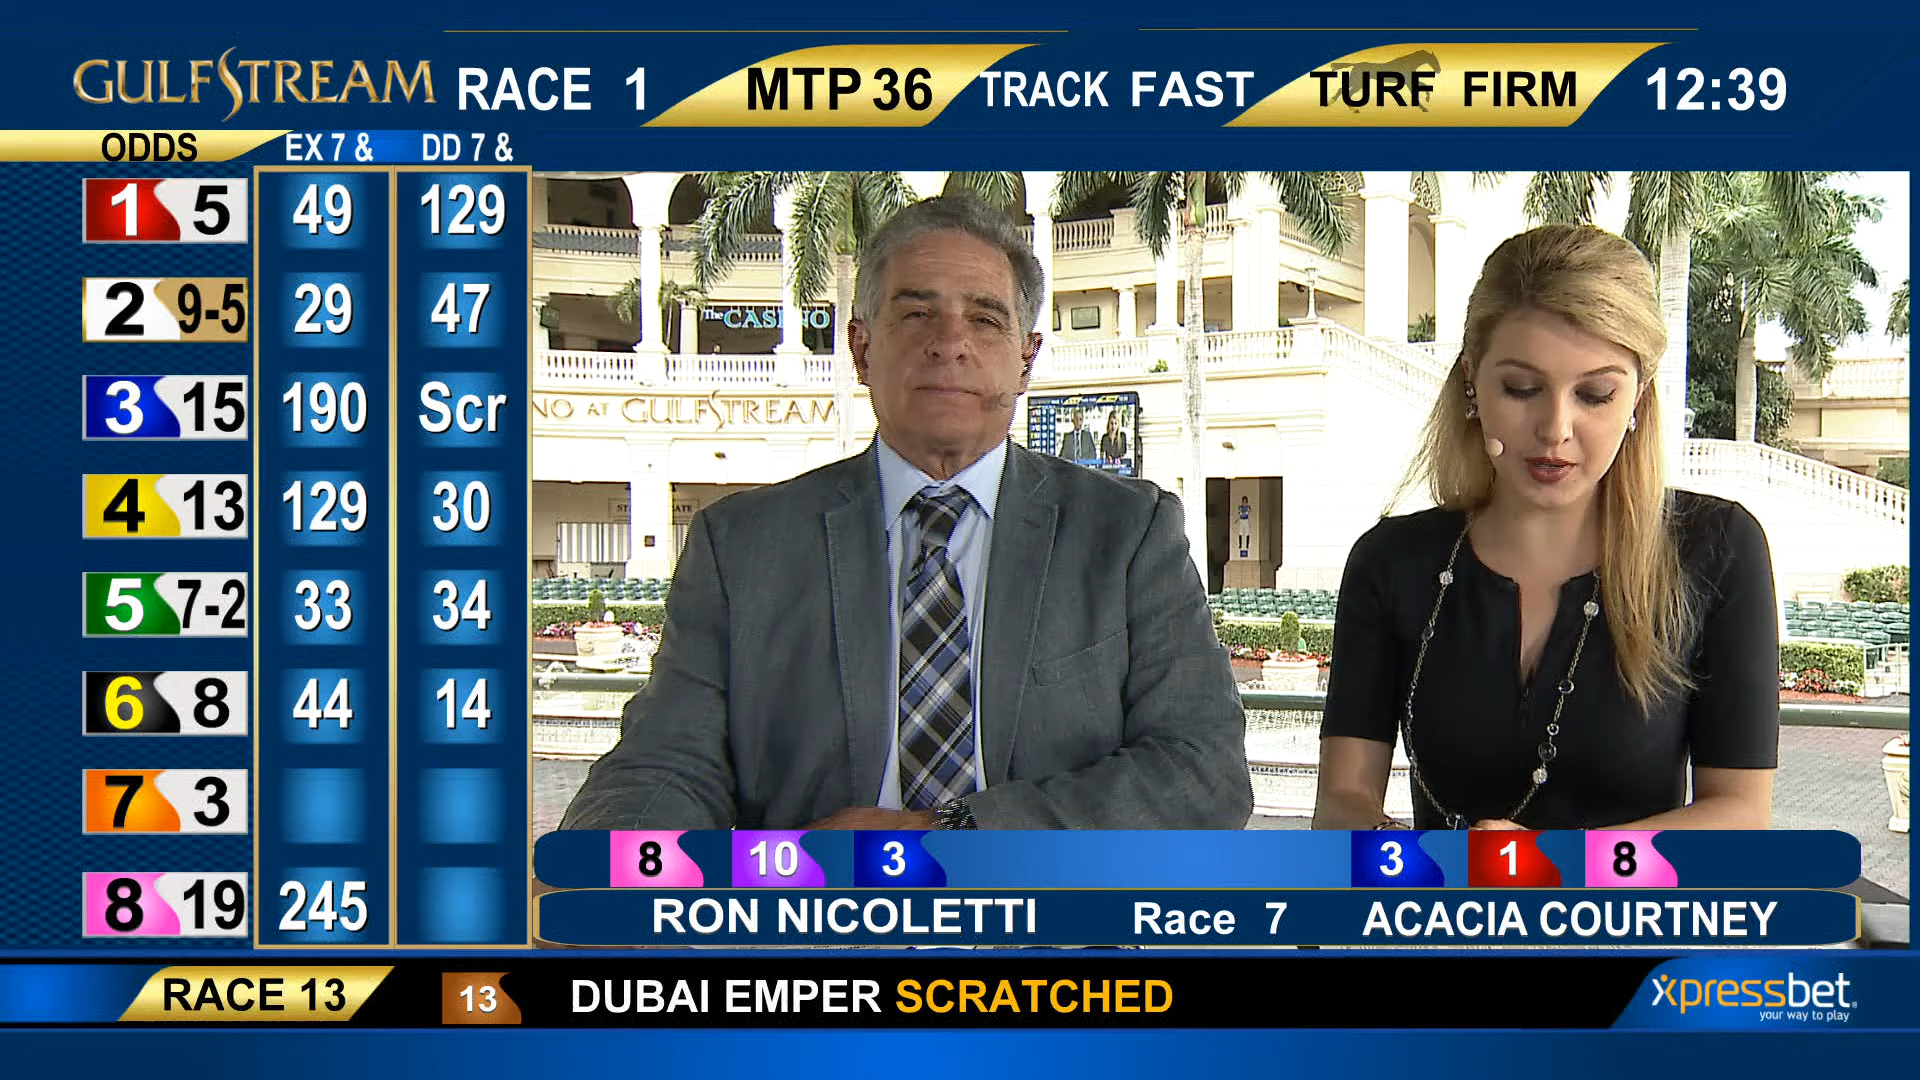 GULFSTREAM RACE 1 MTP 36 TRACK FAST TURF FIRM 12:39
ODDS EX 7 & DD 7 &
1 5 49 129
2 9-5 29 47
3 15 190 Scr
4 13 129 30
5 7-2 33 34
6 8 44 14
7 3
8 19 245
The CASINO
NO AT GULFSTREAM
8 10 3 3 1 8
RON NICOLETTI Race 7 ACACIA COURTNEY
RACE 13 13 DUBAI EMPER SCRATCHED xpressbet
your way to play